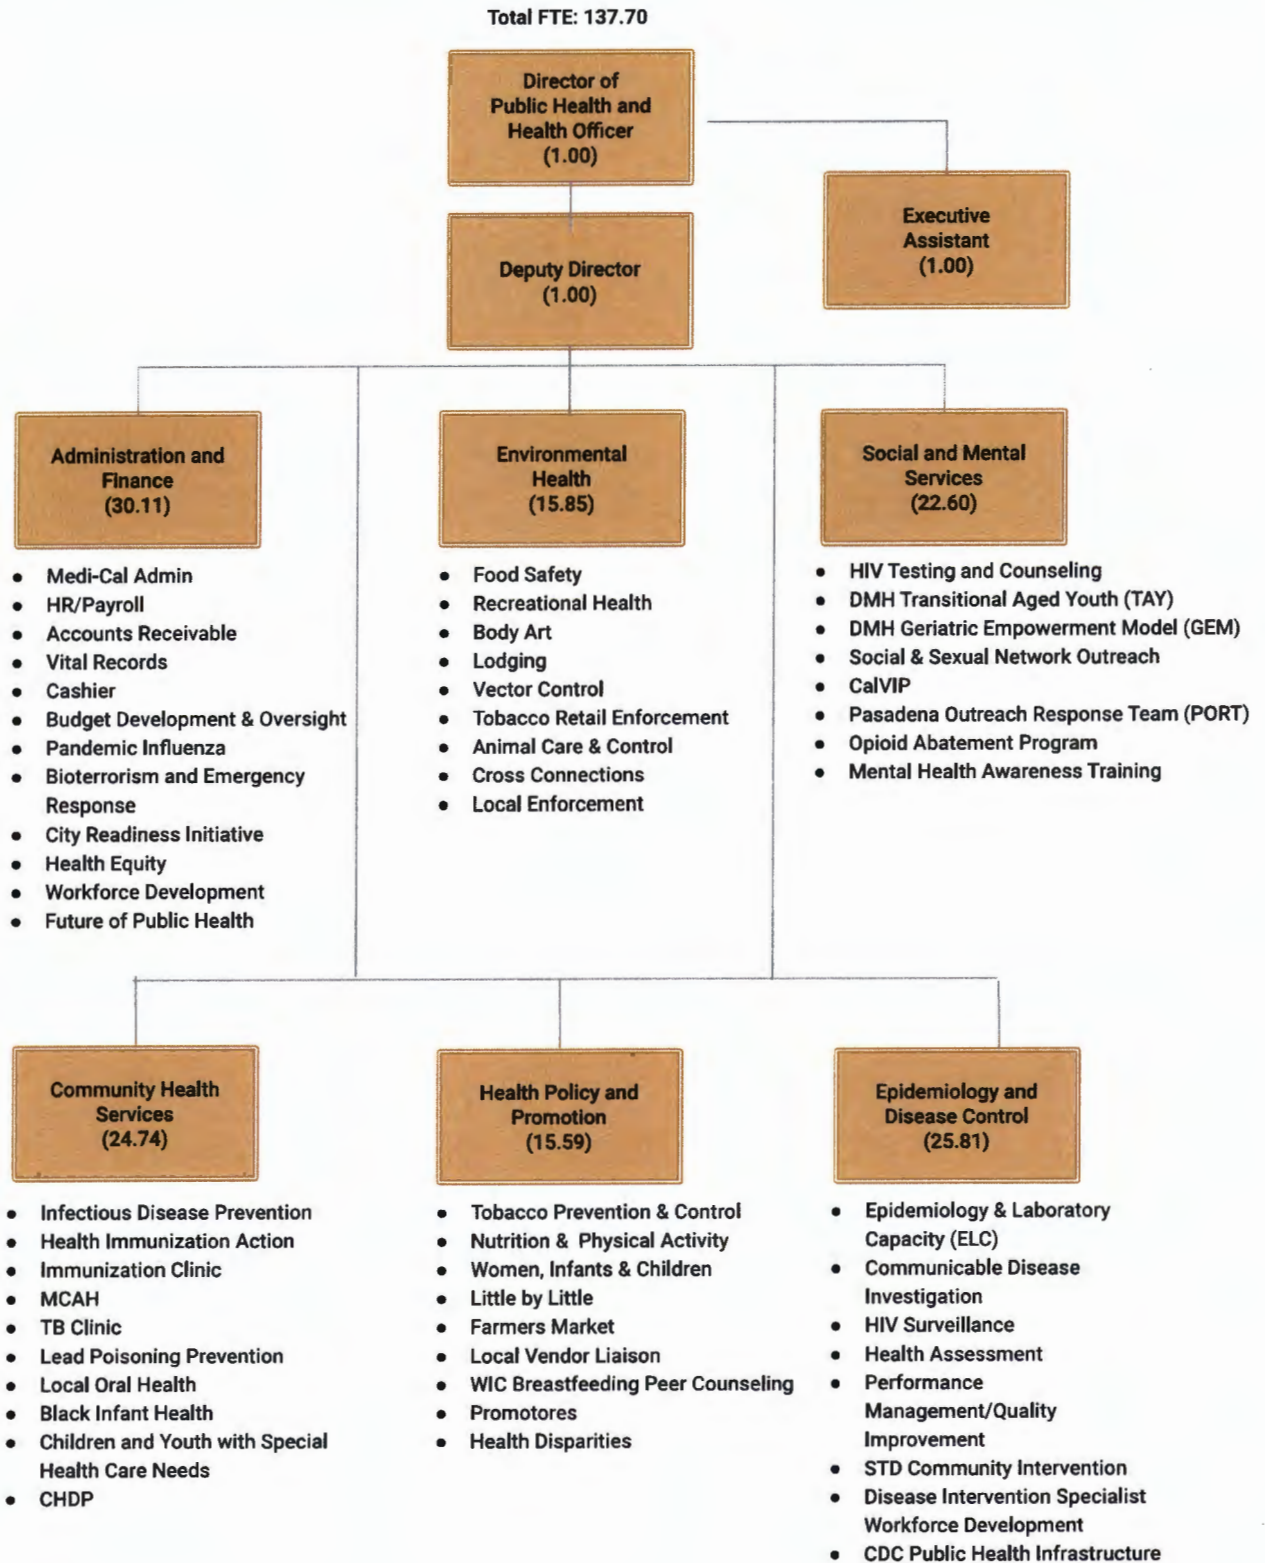 Total FTE: 137.70
Director of
Public Health and
Health Officer
(1.00)
Executive
Assistant
(1.00)
Deputy Director
(1.00)
Administration and
Finance
(30.11)
• Medi-Cal Admin
• HR/Payroll
• Accounts Receivable
• Vital Records
• Cashier
• Budget Development & Oversight
• Pandemic Influenza
• Bioterrorism and Emergency
Response
• City Readiness Initiative
• Health Equity
• Workforce Development
• Future of Public Health
Environmental
Health
(15.85)
• Food Safety
• Recreational Health
• Body Art
• Lodging
• Vector Control
• Tobacco Retail Enforcement
• Animal Care & Control
• Cross Connections
• Local Enforcement
Social and Mental
Services
(22.60)
• HIV Testing and Counseling
• DMH Transitional Aged Youth (TAY)
• DMH Geriatric Empowerment Model (GEM)
• Social & Sexual Network Outreach
• CalVIP
• Pasadena Outreach Response Team (PORT)
• Opioid Abatement Program
• Mental Health Awareness Training
Community Health
Services
(24.74)
• Infectious Disease Prevention
• Health Immunization Action
• Immunization Clinic
• MCAH
• TB Clinic
• Lead Poisoning Prevention
• Local Oral Health
• Black Infant Health
• Children and Youth with Special
Health Care Needs
• CHDP
Health Policy and
Promotion
(15.59)
• Tobacco Prevention & Control
• Nutrition & Physical Activity
• Women, Infants & Children
• Little by Little
• Farmers Market
• Local Vendor Liaison
• WIC Breastfeeding Peer Counseling
• Promotores
• Health Disparities
Epidemiology and
Disease Control
(25.81)
• Epidemiology & Laboratory
Capacity (ELC)
• Communicable Disease
Investigation
• HIV Surveillance
• Health Assessment
• Performance
Management/Quality
Improvement
• STD Community Intervention
• Disease Intervention Specialist
Workforce Development
• CDC Public Health Infrastructure